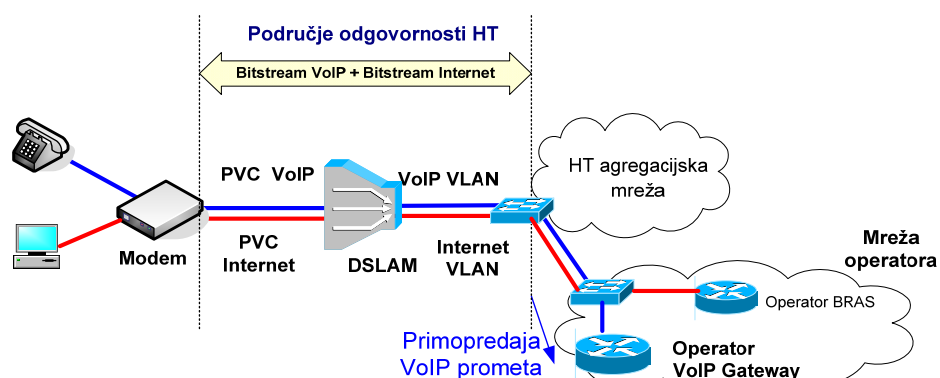 Područje odgovornosti HT
Bitstream VoIP + Bitstream Internet
HT agregacijska
mreža
PVC VoIP
VoIP VLAN
Modem
PVC
Internet
DSLAM
Internet
VLAN
Mreža
operatora
Operator BRAS
Primopredaja
VoIP prometa
Operator
VoIP Gateway